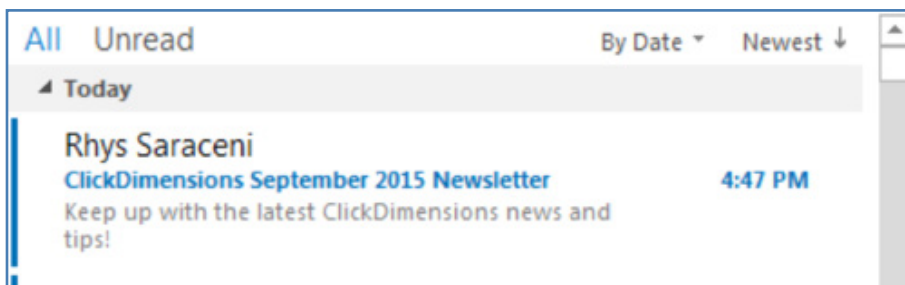 All Unread By Date Newest
Today
Rhys Saraceni
ClickDimensions September 2015 Newsletter 4:47 PM
Keep up with the latest ClickDimensions news and
tips!